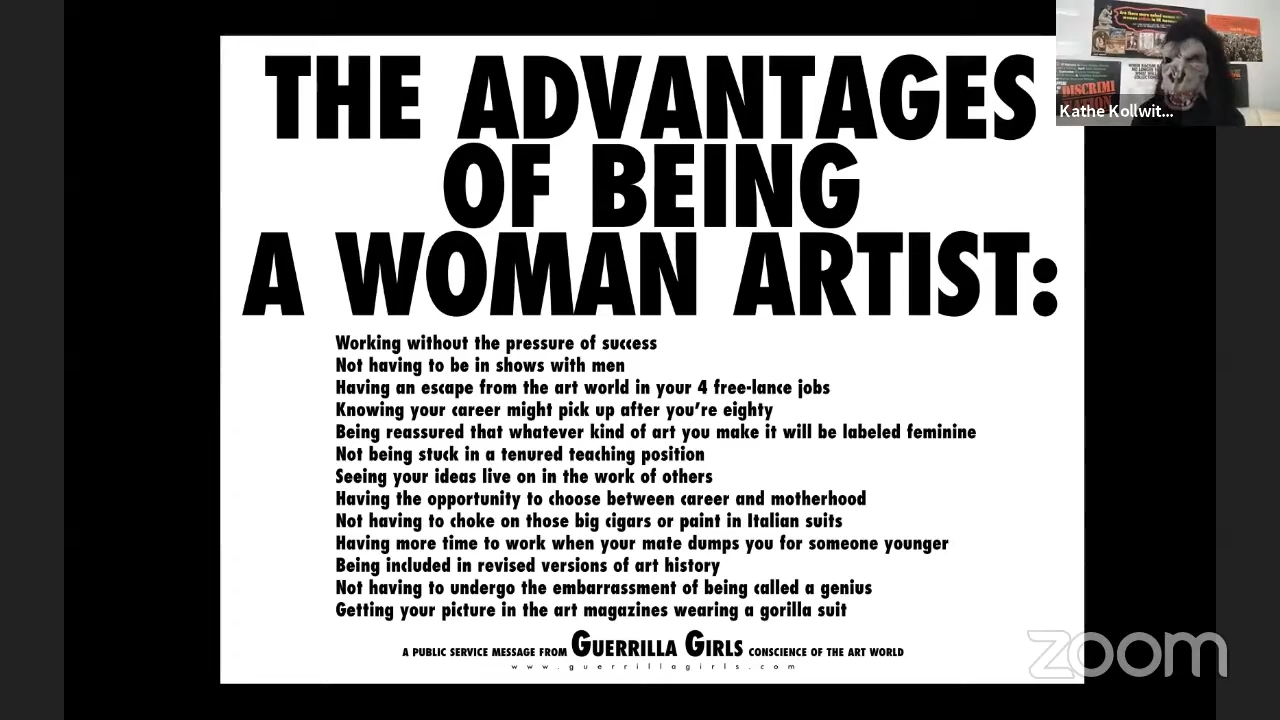 THE ADVANTAGES
OF BEING
A WOMAN ARTIST:
Working without the pressure of success
Not having to be in shows with men
Having an escape from the art world in your 4 free-lance jobs
Knowing your career might pick up after you're eighty
Being reassured that whatever kind of art you make it will be labeled feminine
Not being stuck in a tenured teaching position
Seeing your ideas live on in the work of others
Having the opportunity to choose between career and motherhood
Not having to choke on those big cigars or paint in Italian suits
Having more time to work when your mate dumps you for someone younger
Being included in revised versions of art history
Not having to undergo the embarrassment of being called a genius
Getting your picture in the art magazines wearing a gorilla suit
A PUBLIC SERVICE MESSAGE FROM GUERRILLA GIRLS CONSCIENCE OF THE ART WORLD
www.guerrillagirls.com
DISCRIMI
NATION
Kathe Kollwit...
zoom